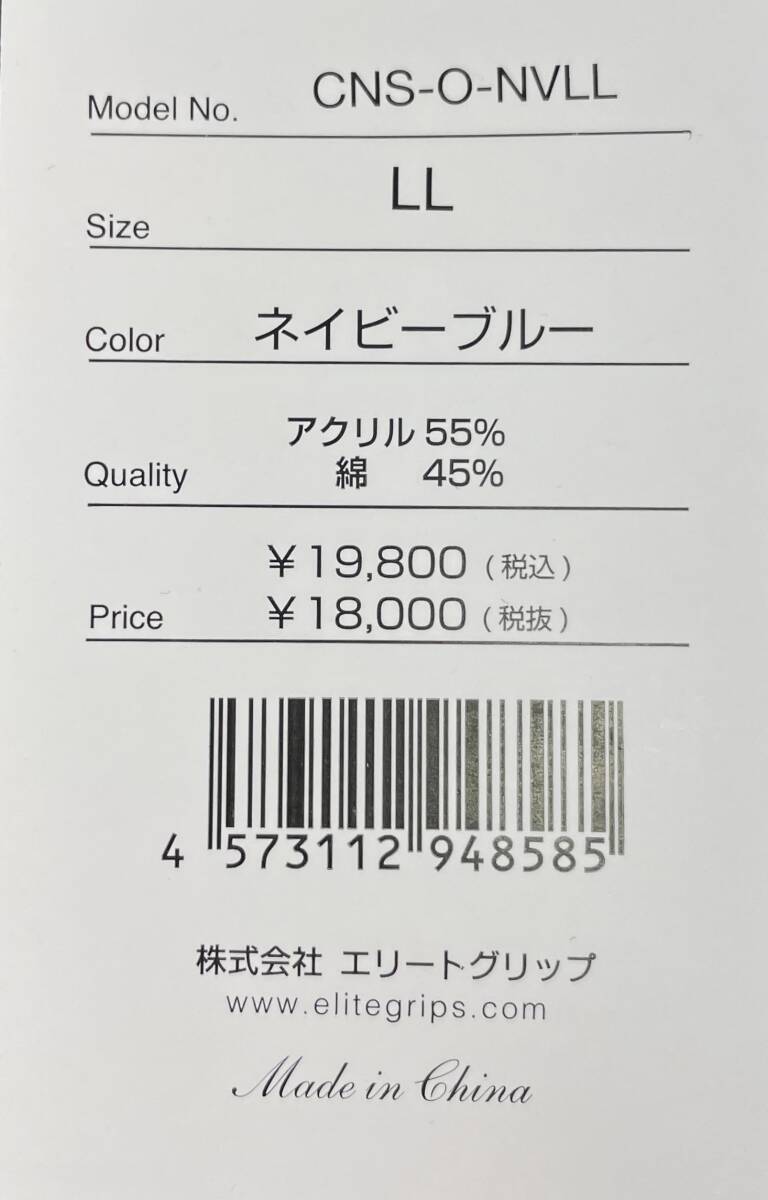 Model No. CNS-O-NVLL
Size LL
Color ネイビーブルー
アクリル 55%
Quality 綿 45%
¥19,800 (税込)
Price ¥18,000 (税抜)
4 573112 948585
株式会社 エリートグリップ
www.elitegrips.com
Made in China